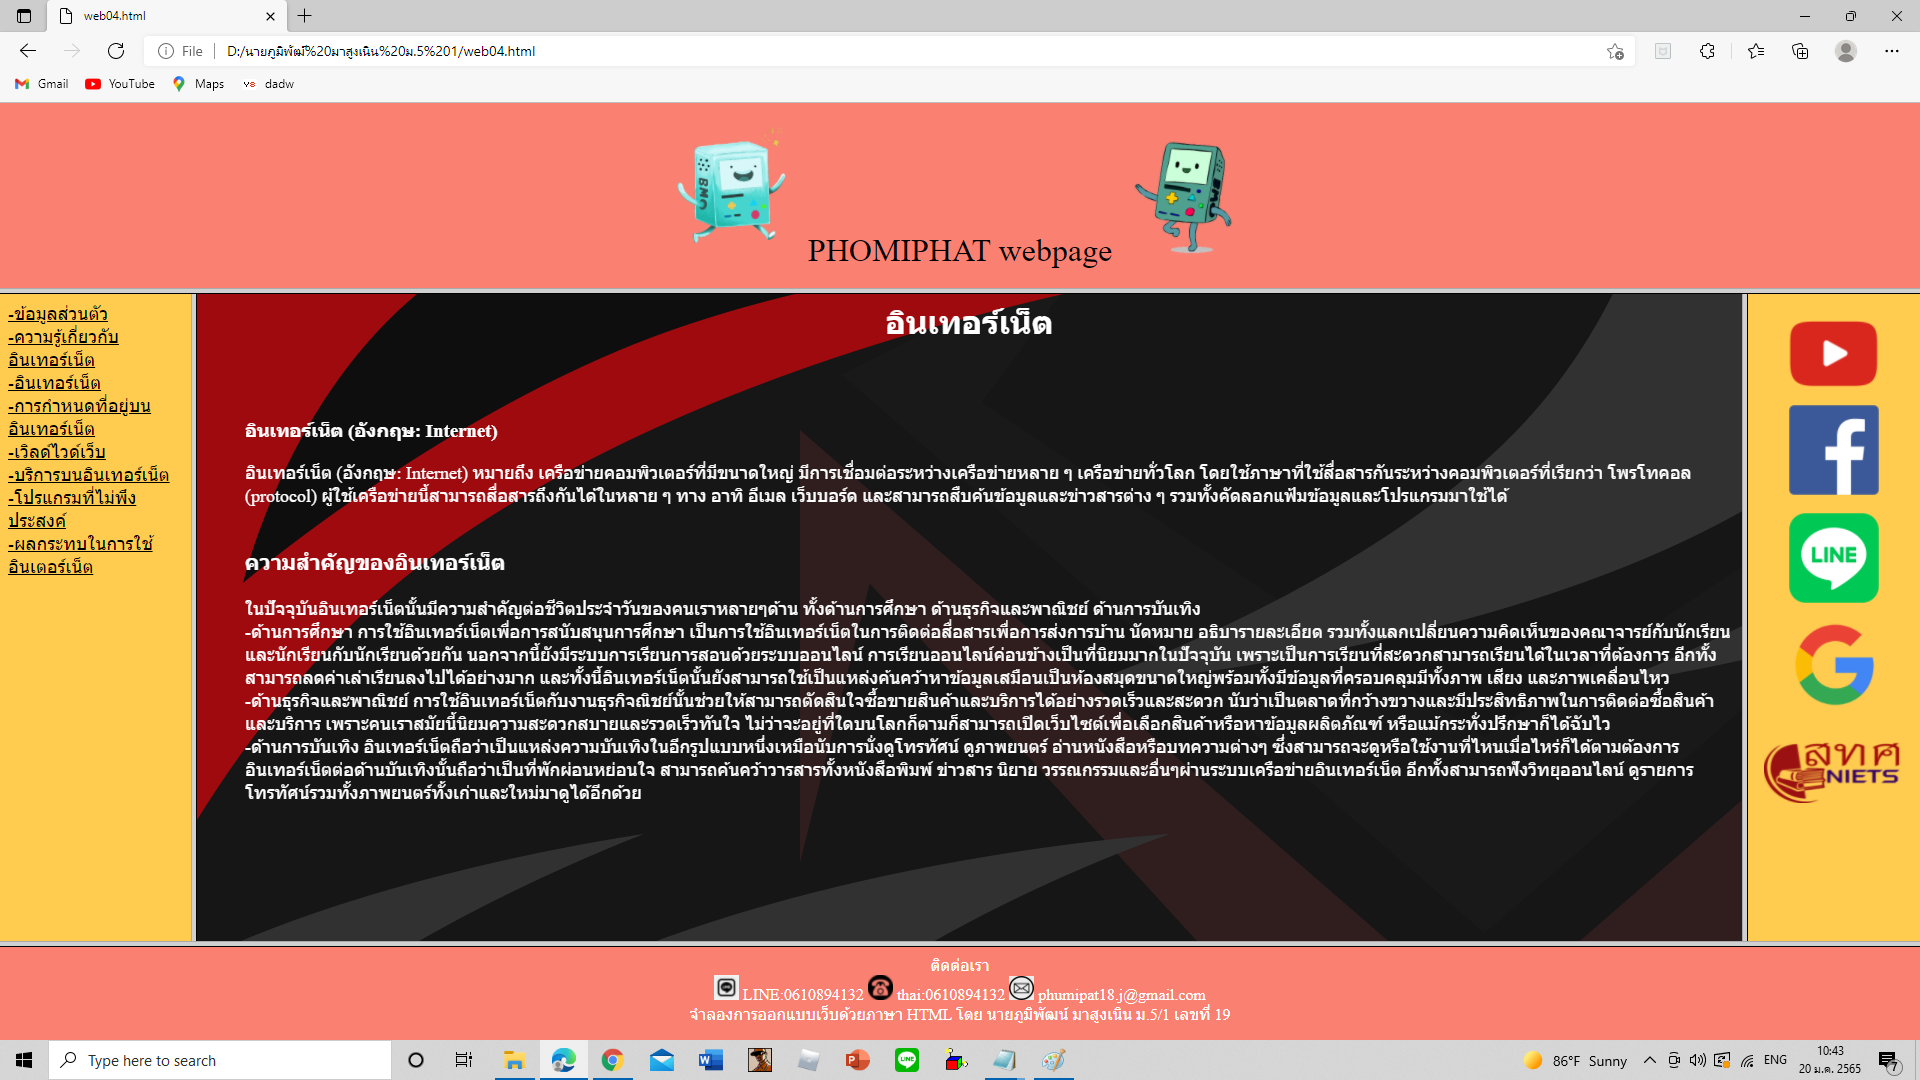 web04.html
File
D:/นายภูมิพัฒ์%20มาสูงเนิน%20ม.5%201/web04.html
Gmail
YouTube
Maps
dadw
BMO
PHOMIPHAT webpage
-ข้อมูลส่วนตัว
-ความรู้เกี่ยวกับ
อินเทอร์เน็ต
-อินเทอร์เน็ต
-การกำหนดที่อยู่บน
อินเทอร์เน็ต
-เวิลด์ไวด์เว็บ
-บริการบนอินเทอร์เน็ต
-โปรแกรมที่ไม่พึง
ประสงค์
-ผลกระทบในการใช้
อินเตอร์เน็ต
อินเทอร์เน็ต
อินเทอร์เน็ต (อังกฤษ: Internet)
อินเทอร์เน็ต (อังกฤษ: Internet) หมายถึง เครือข่ายคอมพิวเตอร์ที่มีขนาดใหญ่ มีการเชื่อมต่อระหว่างเครือข่ายหลาย ๆ เครือข่ายทั่วโลก โดยใช้ภาษาที่ใช้สื่อสารกันระหว่างคอมพิวเตอร์ที่เรียกว่า โพรโทคอล
(protocol) ผู้ใช้เครือข่ายนี้สามารถสื่อสารถึงกันได้ในหลาย ๆ ทาง อาทิ อีเมล เว็บบอร์ด และสามารถสืบค้นข้อมูลและข่าวสารต่าง ๆ รวมทั้งคัดลอกแฟ้มข้อมูลและโปรแกรมมาใช้ได้
ความสำคัญของอินเทอร์เน็ต
ในปัจจุบันอินเทอร์เน็ตนั้นมีความสำคัญต่อชีวิตประจำวันของคนเราหลายๆด้าน ทั้งด้านการศึกษา ด้านธุรกิจและพาณิชย์ ด้านการบันเทิง
-ด้านการศึกษา การใช้อินเทอร์เน็ตเพื่อการสนับสนุนการศึกษา เป็นการใช้อินเทอร์เน็ตในการติดต่อสื่อสารเพื่อการส่งการบ้าน นัดหมาย อธิบารายละเอียด รวมทั้งแลกเปลี่ยนความคิดเห็นของคณาจารย์กับนักเรียน
และนักเรียนกับนักเรียนด้วยกัน นอกจากนี้ยังมีระบบการเรียนการสอนด้วยระบบออนไลน์ การเรียนออนไลน์ค่อนข้างเป็นที่นิยมมากในปัจจุบัน เพราะเป็นการเรียนที่สะดวกสามารถเรียนได้ในเวลาที่ต้องการ อีกทั้ง
สามารถลดค่าเล่าเรียนลงไปได้อย่างมาก และทั้งนี้อินเทอร์เน็ตนั้นยังสามารถใช้เป็นแหล่งค้นคว้าหาข้อมูลเสมือนเป็นห้องสมุดขนาดใหญ่พร้อมทั้งมีข้อมูลที่ครอบคลุมมีทั้งภาพ เสียง และภาพเคลื่อนไหว
-ด้านธุรกิจและพาณิชย์ การใช้อินเทอร์เน็ตกับงานธุรกิจณิชย์นั้นช่วยให้สามารถตัดสินใจซื้อขายสินค้าและบริการได้อย่างรวดเร็วและสะดวก นับว่าเป็นตลาดที่กว้างขวางและมีประสิทธิภาพในการติดต่อซื้อสินค้า
และบริการ เพราะคนเราสมัยนี้นิยมความสะดวกสบายและรวดเร็วทันใจ ไม่ว่าจะอยู่ที่ใดบนโลกก็ตามก็สามารถเปิดเว็บไซต์เพื่อเลือกสินค้าหรือหาข้อมูลผลิตภัณฑ์ หรือแม้กระทั่งปรึกษาก็ได้ฉับไว
-ด้านการบันเทิง อินเทอร์เน็ตถือว่าเป็นแหล่งความบันเทิงในอีกรูปแบบหนึ่งเหมือนับการนั่งดูโทรทัศน์ ดูภาพยนตร์ อ่านหนังสือหรือบทความต่างๆ ซึ่งสามารถจะดูหรือใช้งานที่ไหนเมื่อไหร่ก็ได้ตามต้องการ
อินเทอร์เน็ตต่อด้านบันเทิงนั้นถือว่าเป็นที่พักผ่อนหย่อนใจ สามารถค้นคว้าวารสารทั้งหนังสือพิมพ์ ข่าวสาร นิยาย วรรณกรรมและอื่นๆผ่านระบบเครือข่ายอินเทอร์เน็ต อีกทั้งสามารถฟังวิทยุออนไลน์ ดูรายการ
โทรทัศน์รวมทั้งภาพยนตร์ทั้งเก่าและใหม่มาดูได้อีกด้วย
LINE
สทศ
NIETS
ติดต่อเรา
LINE:0610894132 thai:0610894132 phumipat18.j@gmail.com
จำลองการออกแบบเว็บด้วยภาษา HTML โดย นายภูมิพัฒน์ มาสูงเนิน ม.5/1 เลขที่ 19
Type here to search
86°F Sunny
ENG
10:43
20 ม.ค. 2565
7